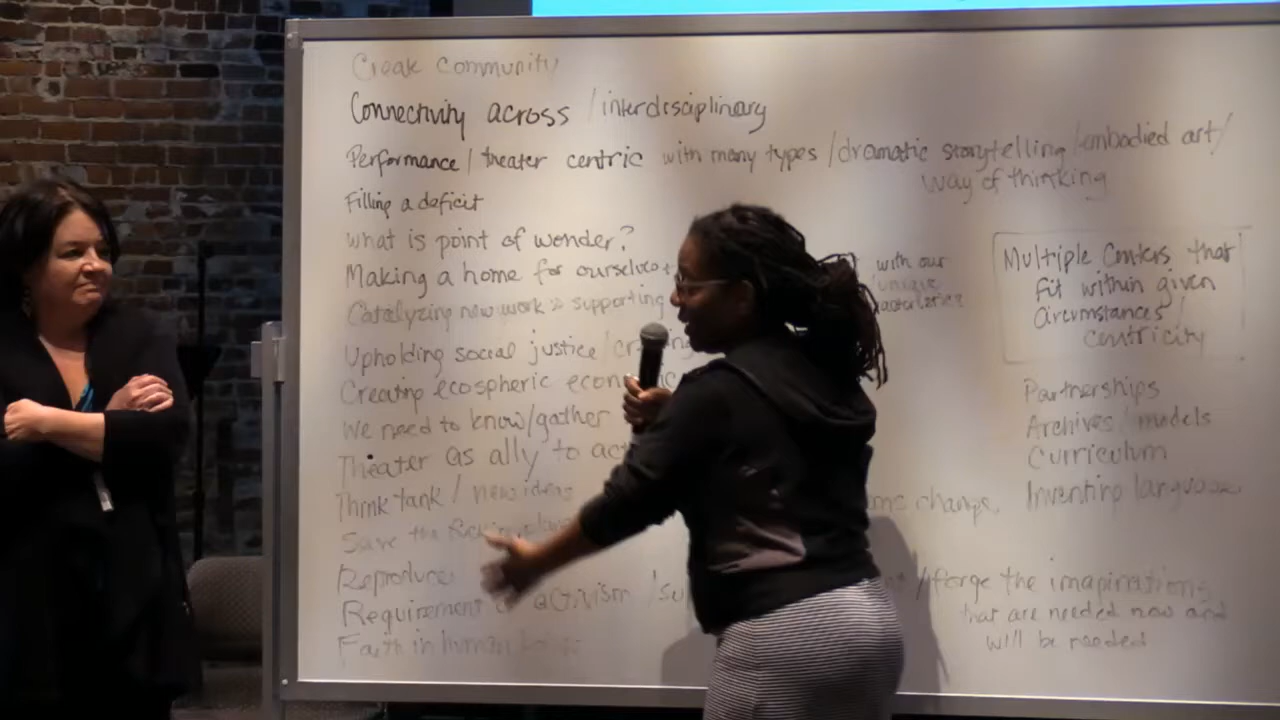 Create community
Connectivity across / interdisciplinary
Performance / theater centric with many types / dramatic storytelling / embodied art /
way of thinking
Filling a deficit
What is point of wonder?
Making a home for ourselves
with our
unique
Catalyzing new work supporting
Upholding social justice /
Creating ecospheric
We need to know/gather
Theater as ally to
Think tank / new ideas
change,
Save the
Reproduce
Requirement activism /
/ forge the imaginations
that are needed now and
will be needed
Faith in human
Multiple Centers that
fit within given
circumstances /
centricity
Partnerships
Archives / models
Curriculum
Inventing language